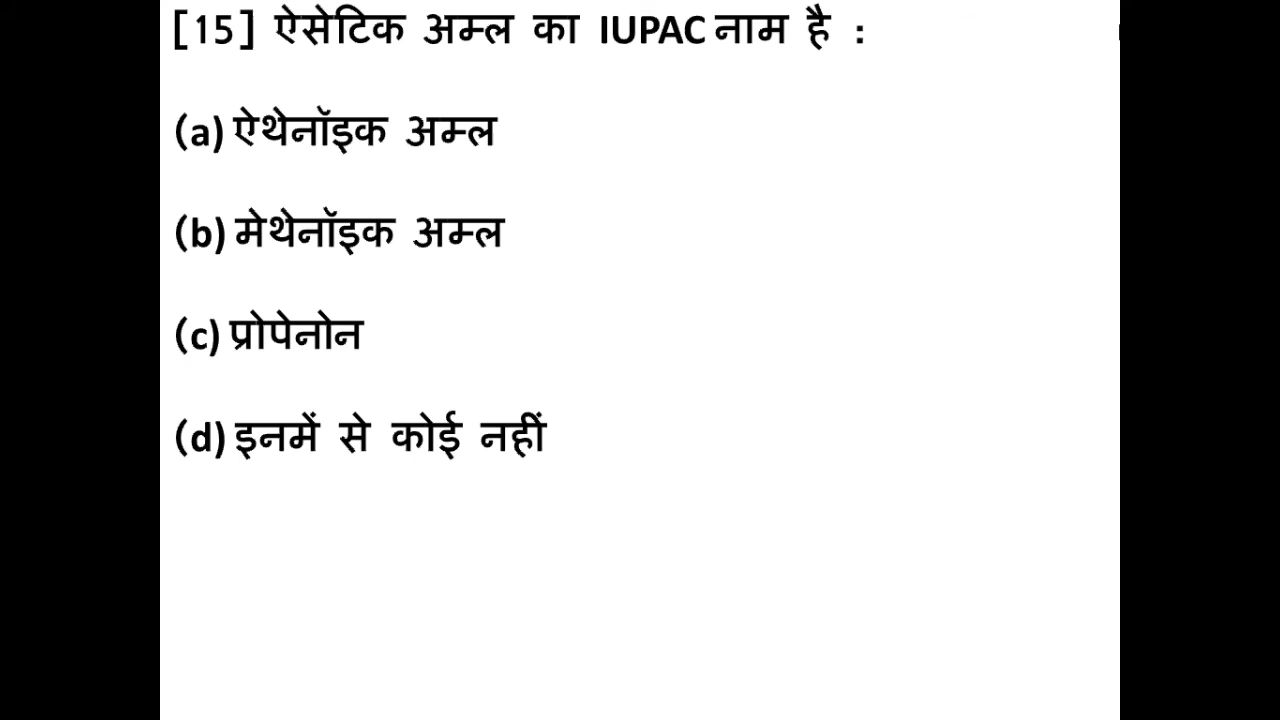 [15] ऐसेटिक अम्ल का IUPAC नाम है :
(a) ऐथेनॉइक अम्ल
(b) मेथेनॉइक अम्ल
(c) प्रोपेनोन
(d) इनमें से कोई नहीं